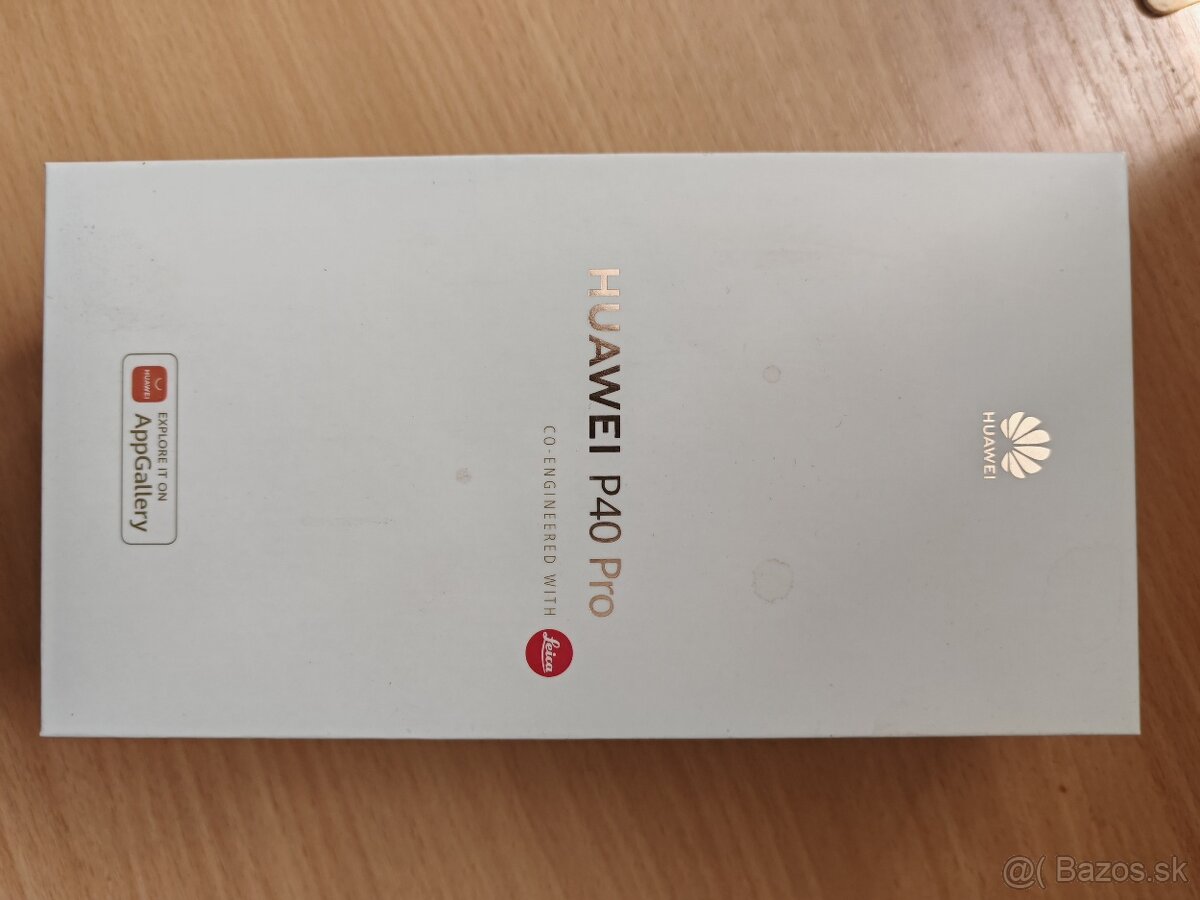 HUAWEI
HUAWEI P40 Pro
CO-ENGINEERED WITH
Leica
HUAWEI
EXPLORE IT ON
AppGallery
@( Bazos.sk